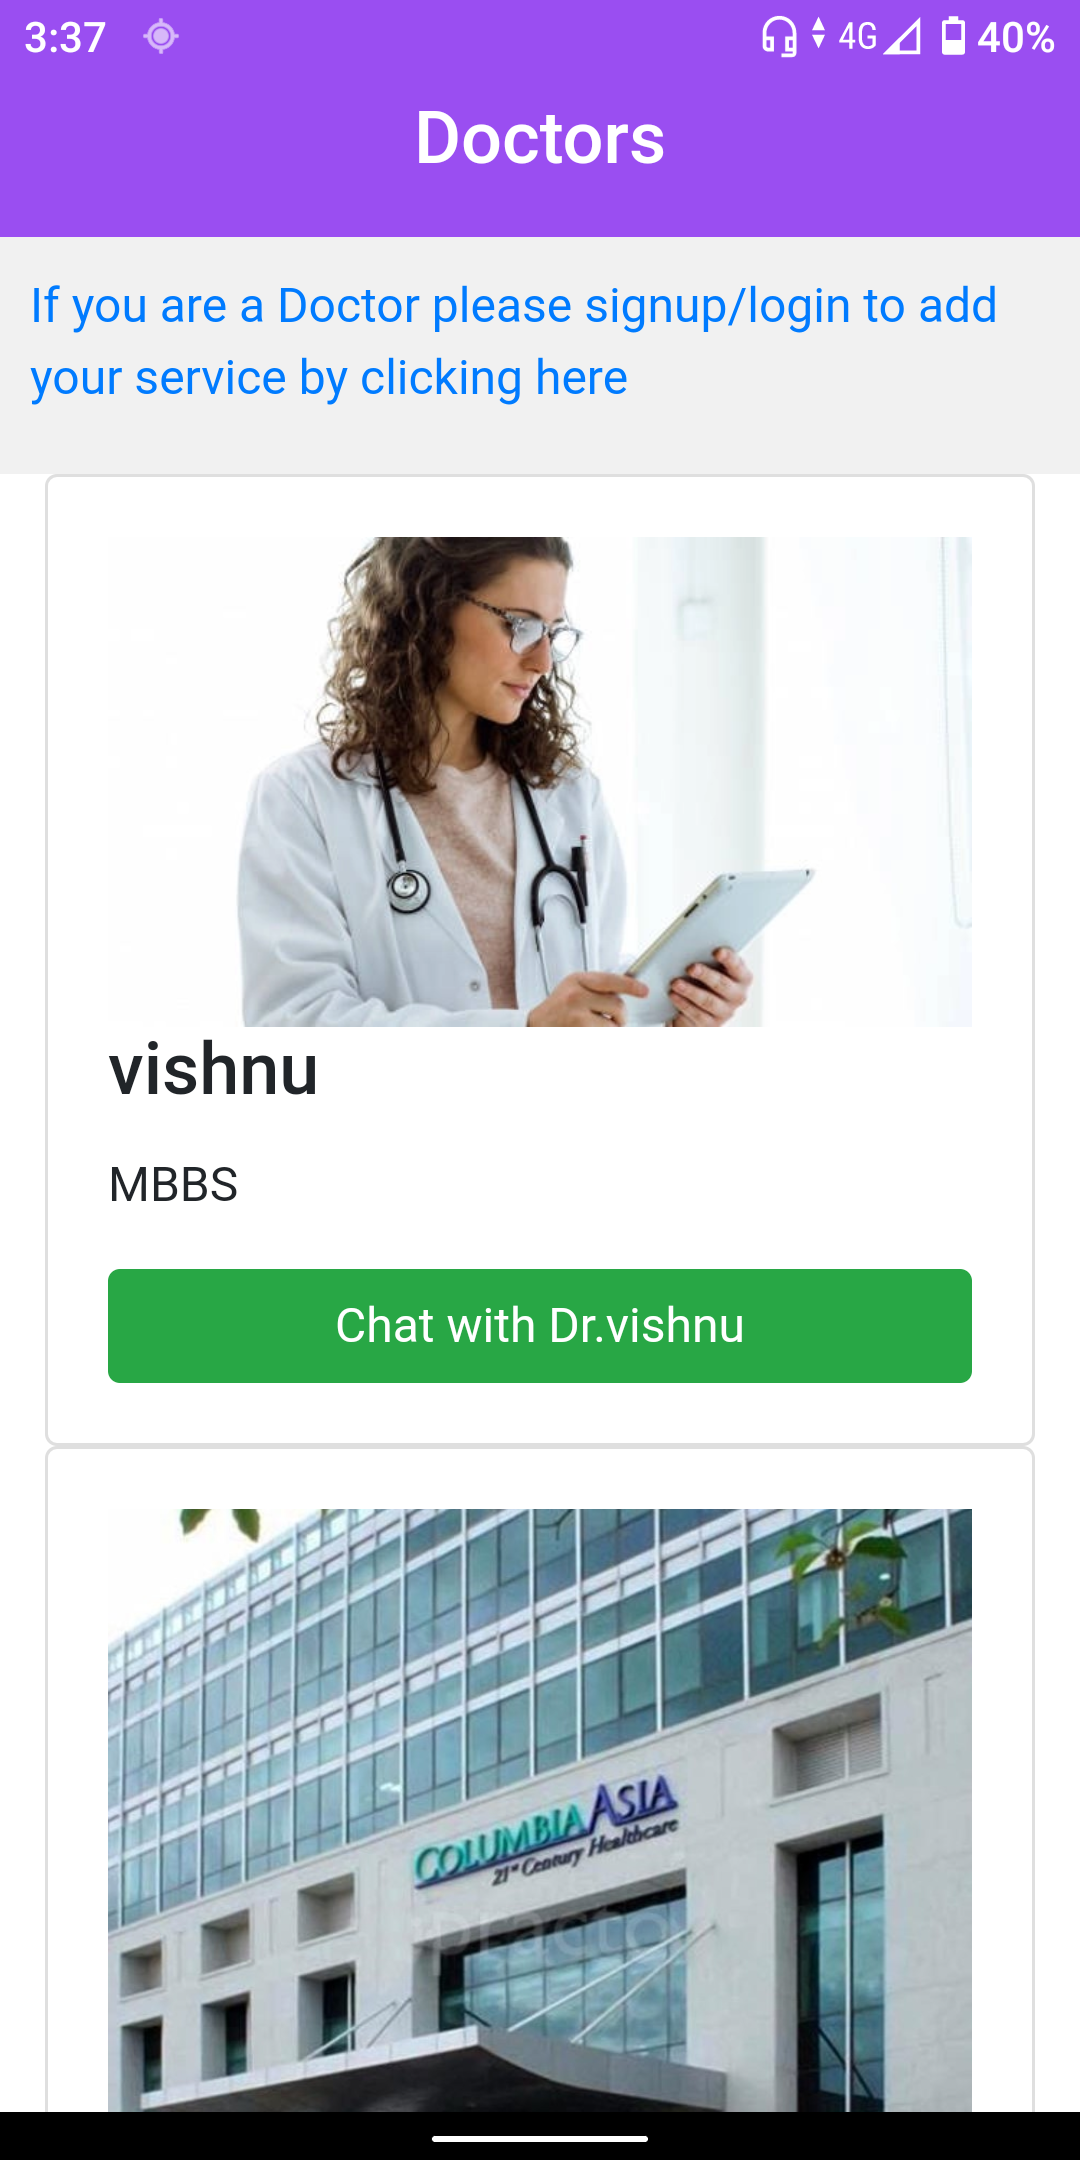 3:37
4G
40%
Doctors
If you are a Doctor please signup/login to add
your service by clicking here
vishnu
MBBS
Chat with Dr.vishnu
COLUMBIA ASIA
21st Century Healthcare
practo